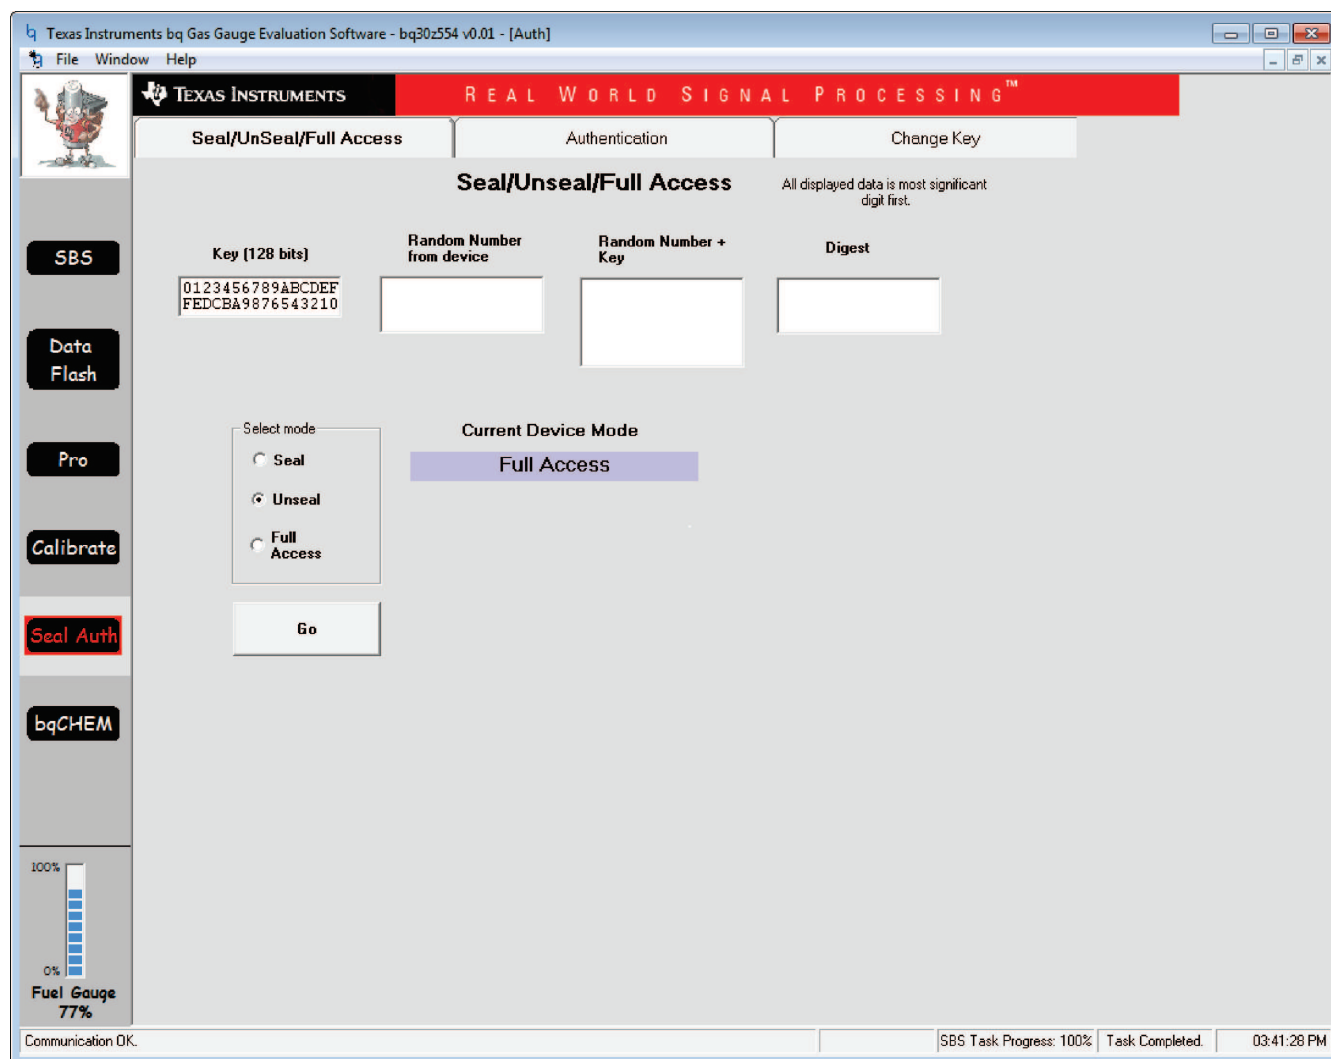 Texas Instruments bq Gas Gauge Evaluation Software - bq30z554 v0.01 - [Auth]
File Window Help
TEXAS INSTRUMENTS
REAL WORLD SIGNAL PROCESSING™
Seal/UnSeal/Full Access
Authentication
Change Key
Seal/Unseal/Full Access
All displayed data is most significant
digit first.
Key (128 bits)
Random Number
from device
Random Number +
Key
Digest
0123456789ABCDEF
FEDCBA9876543210
SBS
Data
Flash
Pro
Calibrate
Seal Auth
bqCHEM
Select mode
Seal
Unseal
Full
Access
Current Device Mode
Full Access
Go
100%
0%
Fuel Gauge
77%
Communication OK.
SBS Task Progress: 100%
Task Completed.
03:41:28 PM